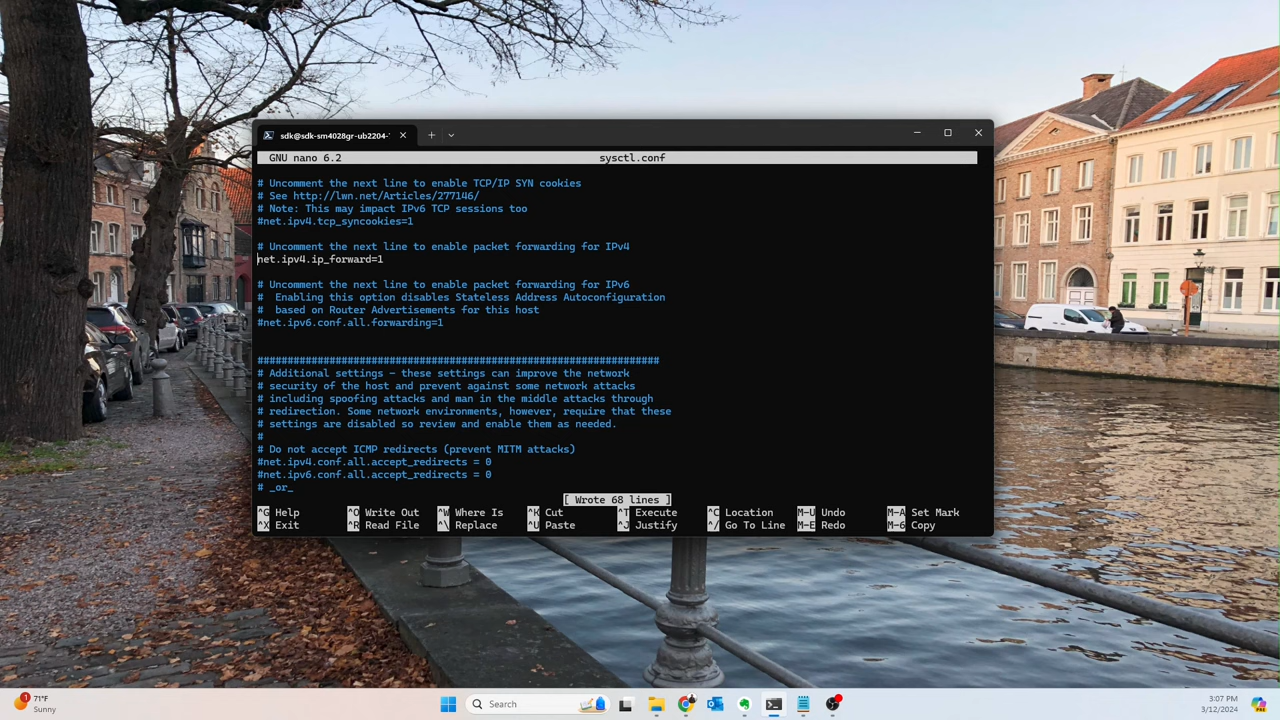 sdk@sdk-sm4028gr-ub2204-
GNU nano 6.2 sysctl.conf
# Uncomment the next line to enable TCP/IP SYN cookies
# See http://lwn.net/Articles/277146/
# Note: This may impact IPv6 TCP sessions too
#net.ipv4.tcp_syncookies=1
# Uncomment the next line to enable packet forwarding for IPv4
net.ipv4.ip_forward=1
# Uncomment the next line to enable packet forwarding for IPv6
#  Enabling this option disables Stateless Address Autoconfiguration
#  based on Router Advertisements for this host
#net.ipv6.conf.all.forwarding=1
###################################################################
# Additional settings - these settings can improve the network
# security of the host and prevent against some network attacks
# including spoofing attacks and man in the middle attacks through
# redirection. Some network environments, however, require that these
# settings are disabled so review and enable them as needed.
#
# Do not accept ICMP redirects (prevent MITM attacks)
#net.ipv4.conf.all.accept_redirects = 0
#net.ipv6.conf.all.accept_redirects = 0
# _or_
[ Wrote 68 lines ]
^G Help ^O Write Out ^W Where Is ^K Cut ^T Execute ^C Location M-U Undo M-A Set Mark
^X Exit ^R Read File ^\ Replace ^U Paste ^J Justify ^/ Go To Line M-E Redo M-6 Copy
1
71°F
Sunny
Search
3:07 PM
3/12/2024